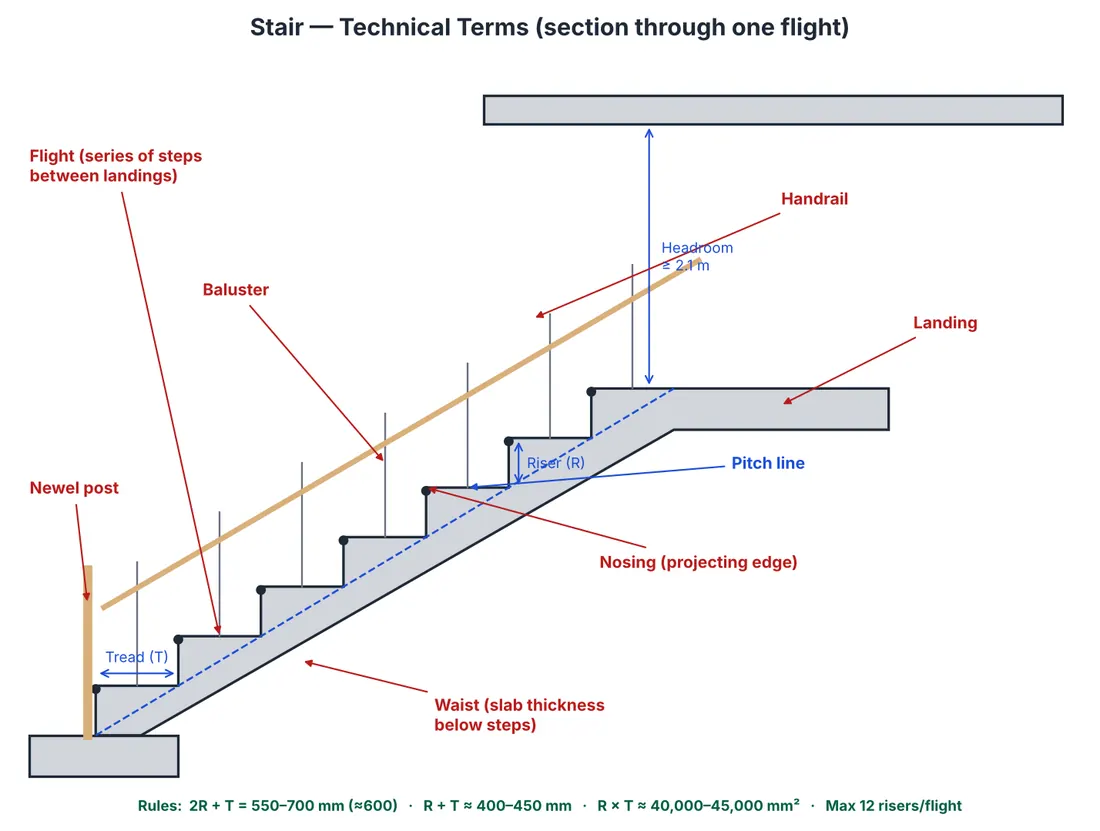 Stair — Technical Terms (section through one flight)
Flight (series of steps
between landings)
Handrail
Headroom
≥ 2.1 m
Baluster
Landing
Riser (R)
Pitch line
Newel post
Nosing (projecting edge)
Tread (T)
Waist (slab thickness
below steps)
Rules: 2R + T = 550–700 mm (≈600) · R + T ≈ 400–450 mm · R × T ≈ 40,000–45,000 mm² · Max 12 risers/flight